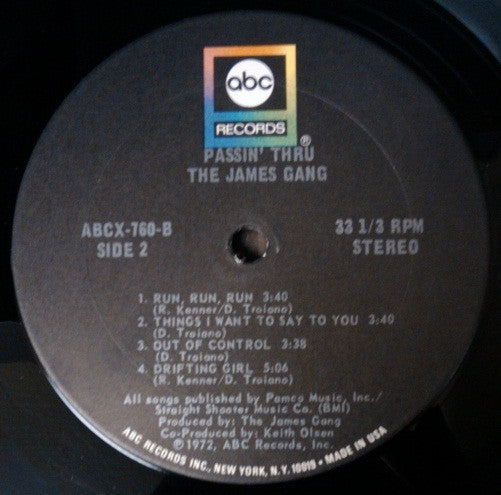 abc
RECORDS®
PASSIN' THRU
THE JAMES GANG
ABCX-760-B
SIDE 2
33 1/3 RPM
STEREO
1. RUN, RUN, RUN 3:40
(R. Kenner/D. Troiano)
2. THINGS I WANT TO SAY TO YOU 3:40
(D. Troiano)
3. OUT OF CONTROL 3:38
(D. Troiano)
4. DRIFTING GIRL 5:06
(R. Kenner/D. Troiano)
All songs published by Pamco Music, Inc./
Straight Shooter Music Co. (BMI)
Produced by: The James Gang
Co-Produced by: Keith Olsen
℗1972, ABC Records, Inc.
ABC RECORDS INC., NEW YORK, N.Y. 10019 • MADE IN USA